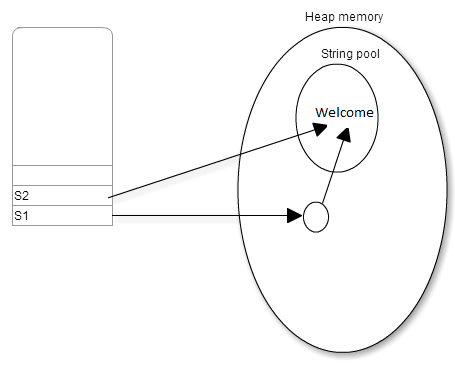 Heap memory
String pool
Welcome
S2
S1